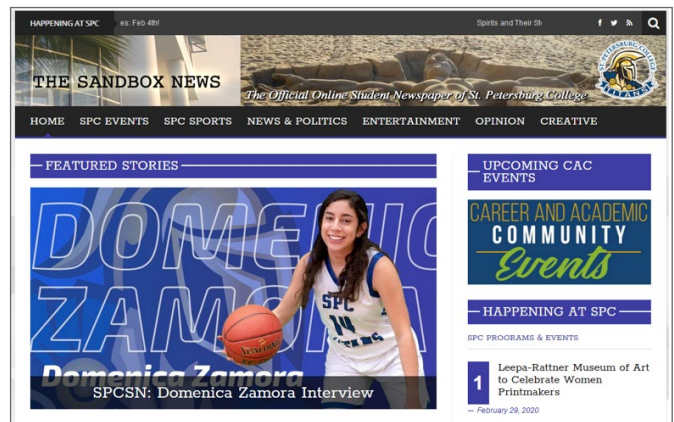 HAPPENING AT SPC
es: Feb 4th!
Spirits and Their St
THE SANDBOX NEWS
The Official Online Student Newspaper of St. Petersburg College
ST. PETERSBURG COLLEGE
TITANS
HOME SPC EVENTS SPC SPORTS NEWS & POLITICS ENTERTAINMENT OPINION CREATIVE
FEATURED STORIES
DOMENIC
ZAMORA
SPC
14
TITANS
SPALDING
Domenica Zamora
SPCSN: Domenica Zamora Interview
UPCOMING CAC
EVENTS
CAREER AND ACADEMIC
COMMUNITY
Events
HAPPENING AT SPC
SPC PROGRAMS & EVENTS
1
Leepa-Rattner Museum of Art
to Celebrate Women
Printmakers
— February 29, 2020